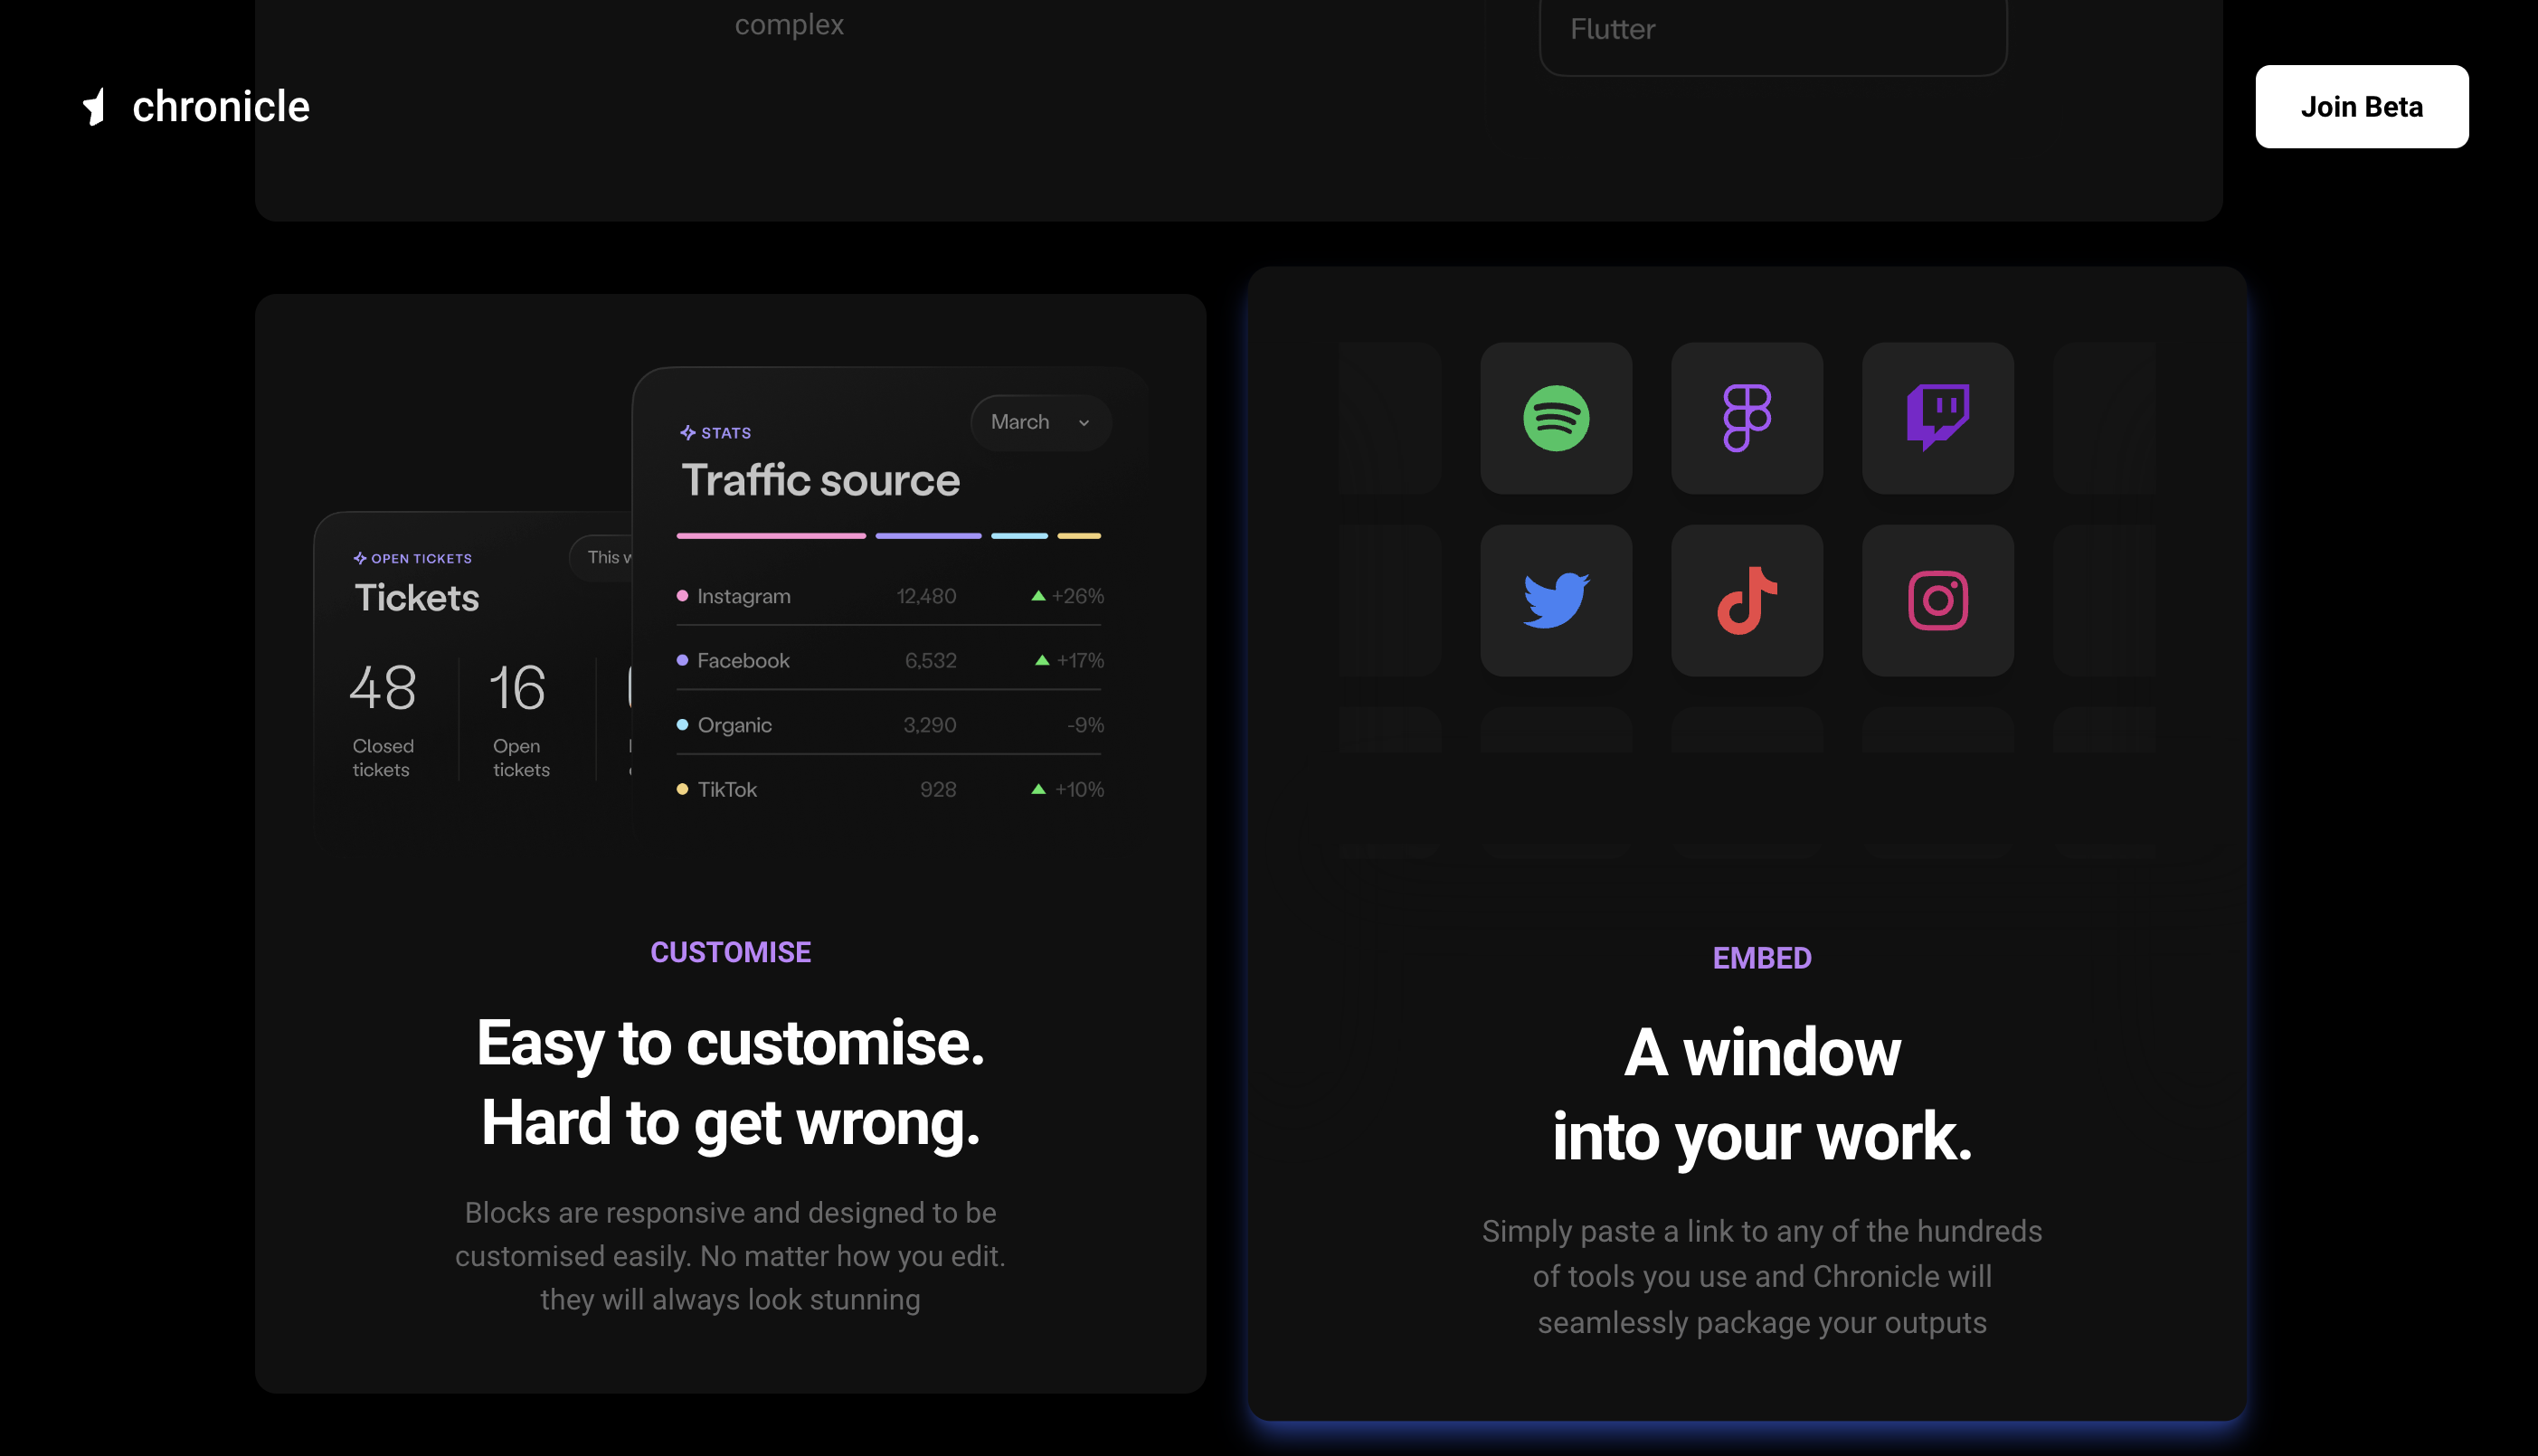 complex
Flutter
chronicle
Join Beta
STATS
March
Traffic source
Instagram 12,480 +26%
Facebook 6,532 +17%
Organic 3,290 -9%
TikTok 928 +10%
OPEN TICKETS
This
Tickets
48
Closed
tickets
16
Open
tickets
CUSTOMISE
Easy to customise.
Hard to get wrong.
Blocks are responsive and designed to be
customised easily. No matter how you edit.
they will always look stunning
EMBED
A window
into your work.
Simply paste a link to any of the hundreds
of tools you use and Chronicle will
seamlessly package your outputs